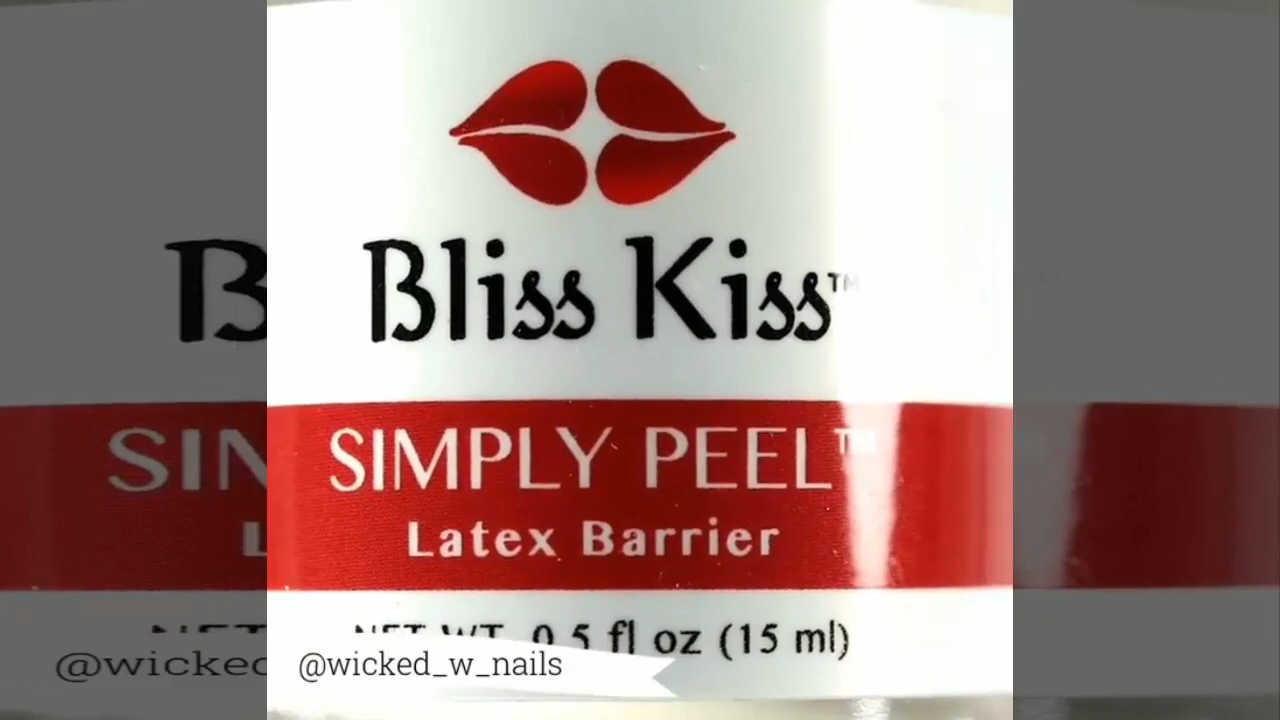 Bliss Kiss™
SIMPLY PEEL™
Latex Barrier
NET WT. 0.5 fl oz (15 ml)
@wicked_w_nails